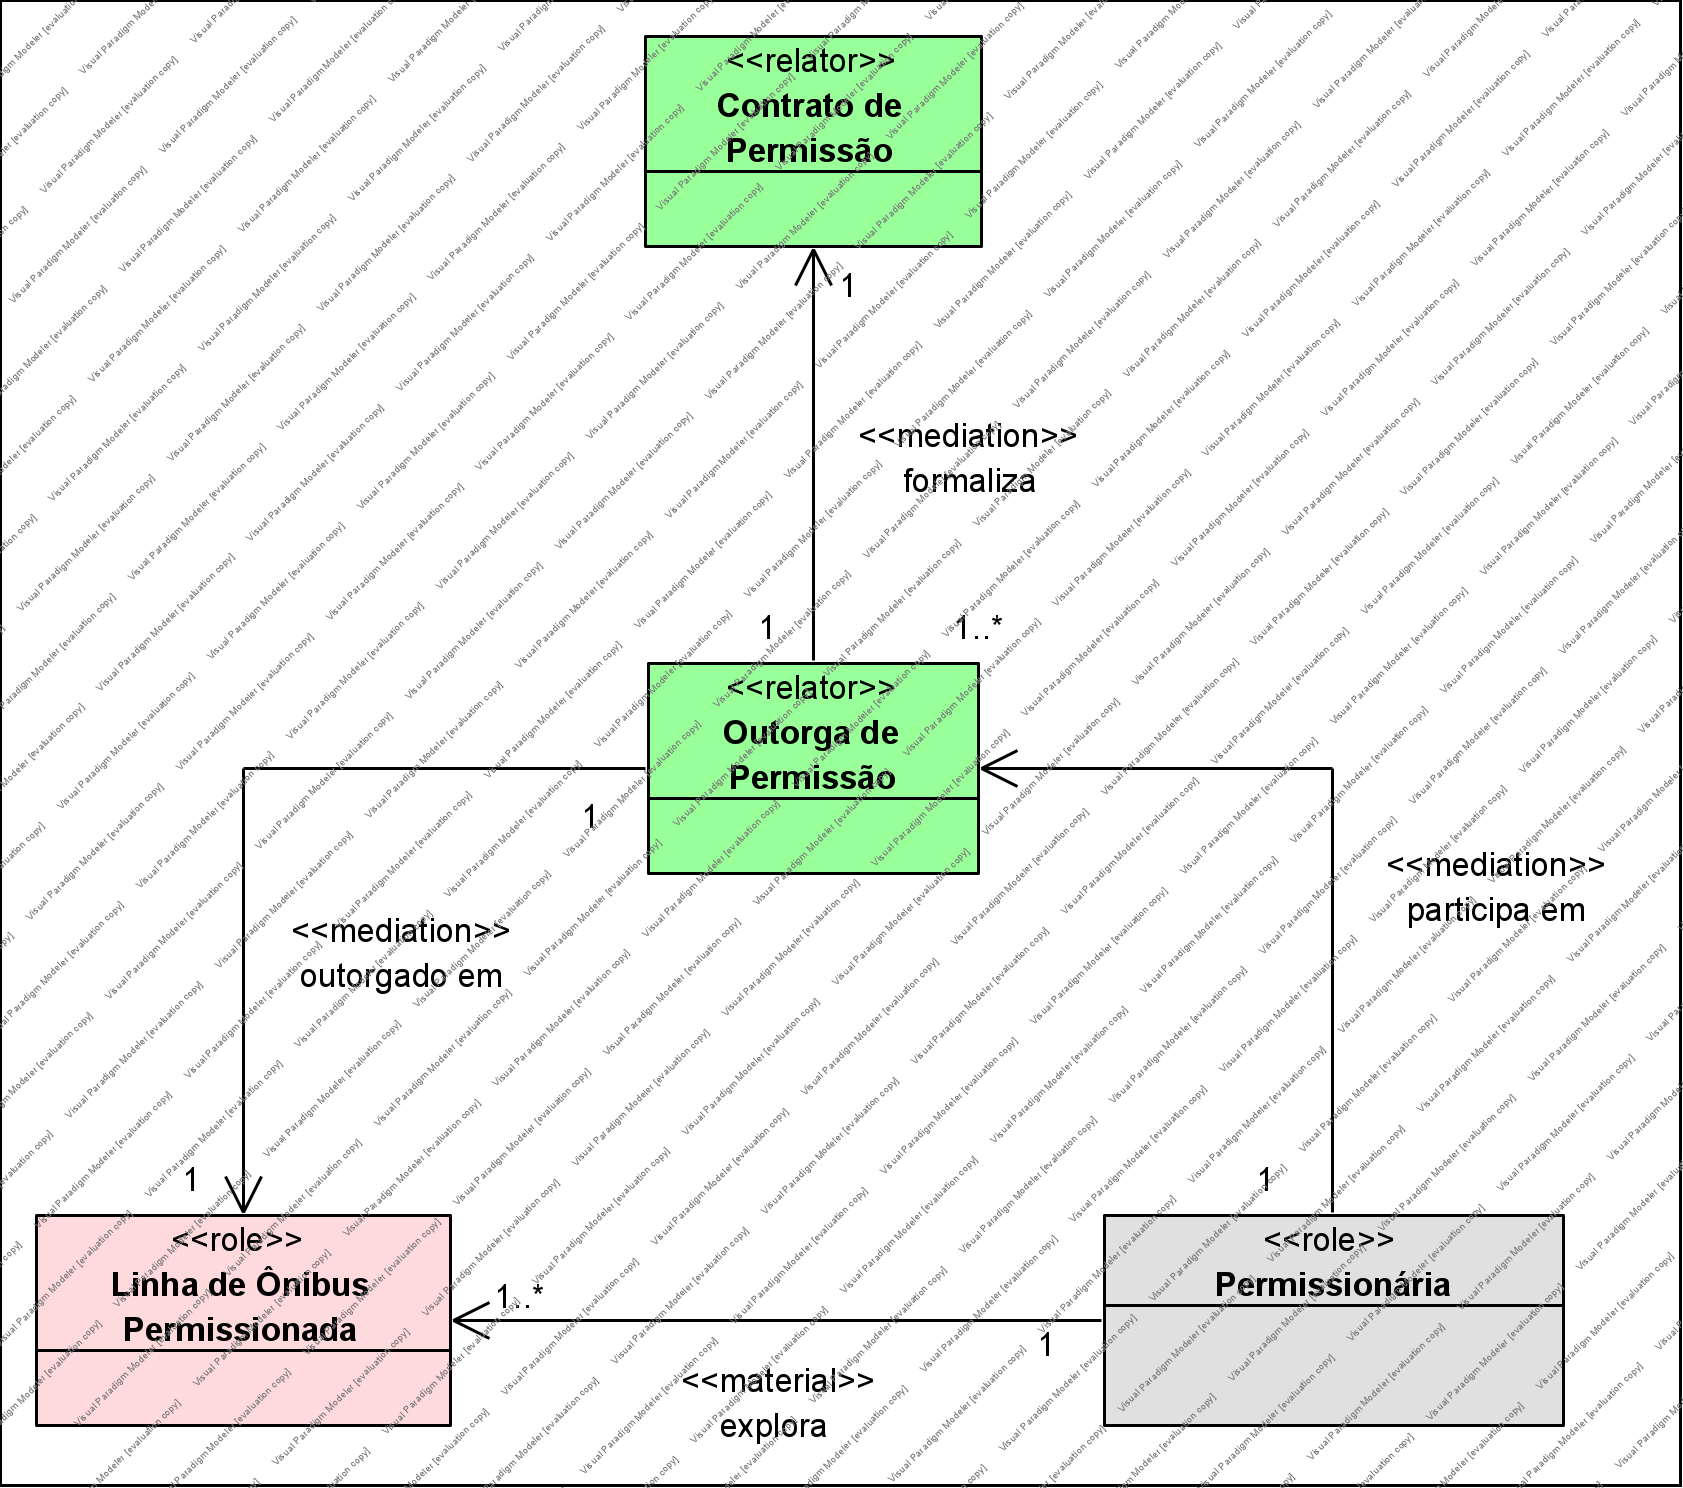 <<relator>>
Contrato de
Permissão
1
<<mediation>>
formaliza
1
1..*
<<relator>>
Outorga de
Permissão
1
<<mediation>>
participa em
<<mediation>>
outorgado em
1
1
<<role>>
Linha de Ônibus
Permissionada
<<role>>
Permissionária
1..*
1
<<material>>
explora
Visual Paradigm Modeler [evaluation copy]